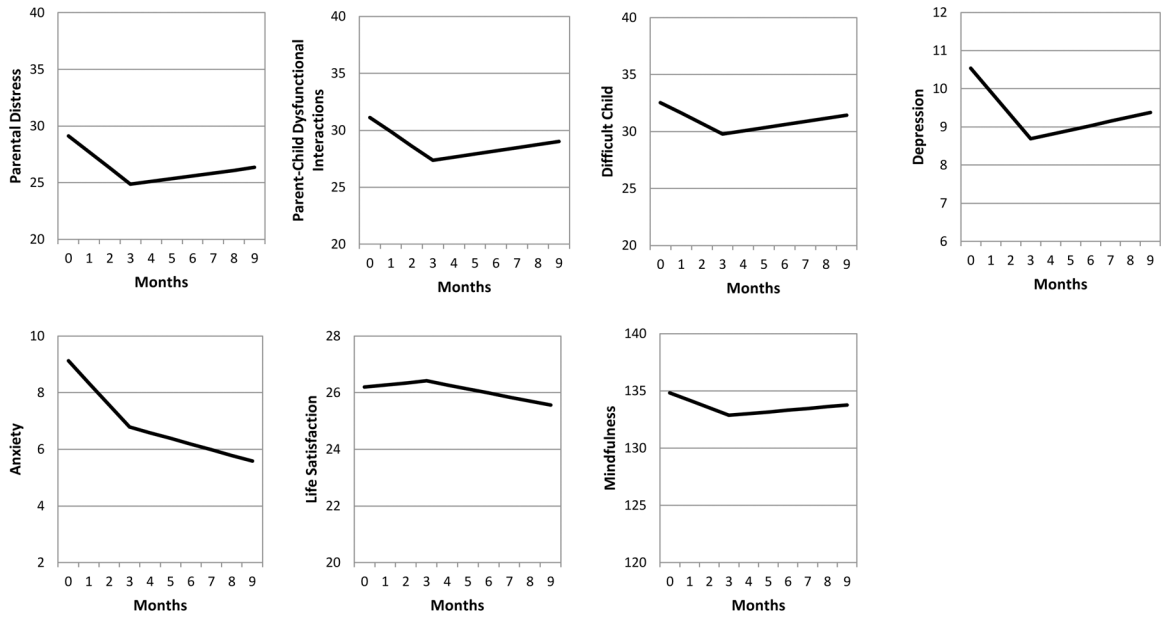 Parental Distress
40
35
30
25
20
0 1 2 3 4 5 6 7 8 9
Months
Parent-Child Dysfunctional
Interactions
40
35
30
25
20
0 1 2 3 4 5 6 7 8 9
Months
Difficult Child
40
35
30
25
20
0 1 2 3 4 5 6 7 8 9
Months
Depression
12
11
10
9
8
7
6
0 1 2 3 4 5 6 7 8 9
Months
Anxiety
10
8
6
4
2
0 1 2 3 4 5 6 7 8 9
Months
Life Satisfaction
28
26
24
22
20
0 1 2 3 4 5 6 7 8 9
Months
Mindfulness
140
135
130
125
120
0 1 2 3 4 5 6 7 8 9
Months